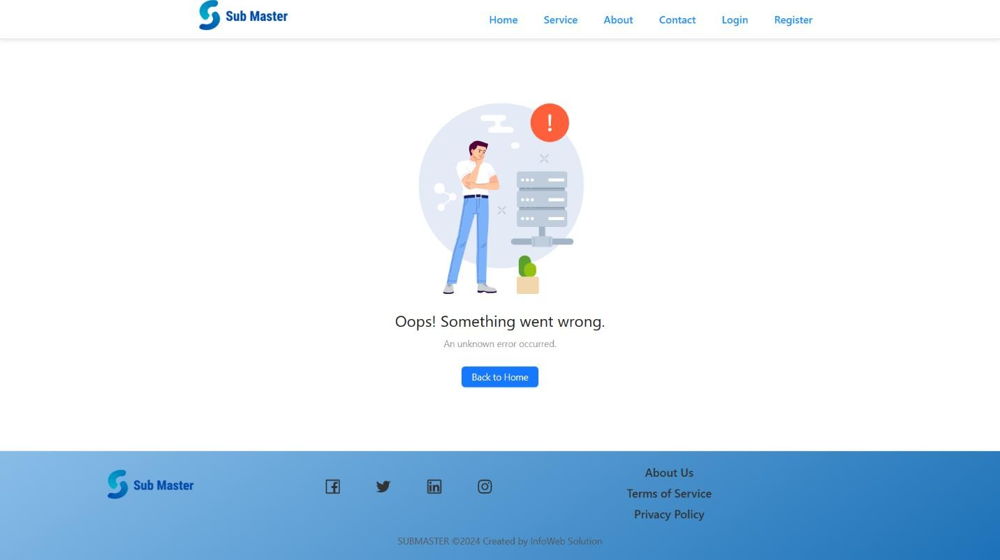 Sub Master
Home Service About Contact Login Register
!
Oops! Something went wrong.
An unknown error occurred.
Back to Home
Sub Master
About Us
Terms of Service
Privacy Policy
SUBMASTER ©2024 Created by InfoWeb Solution